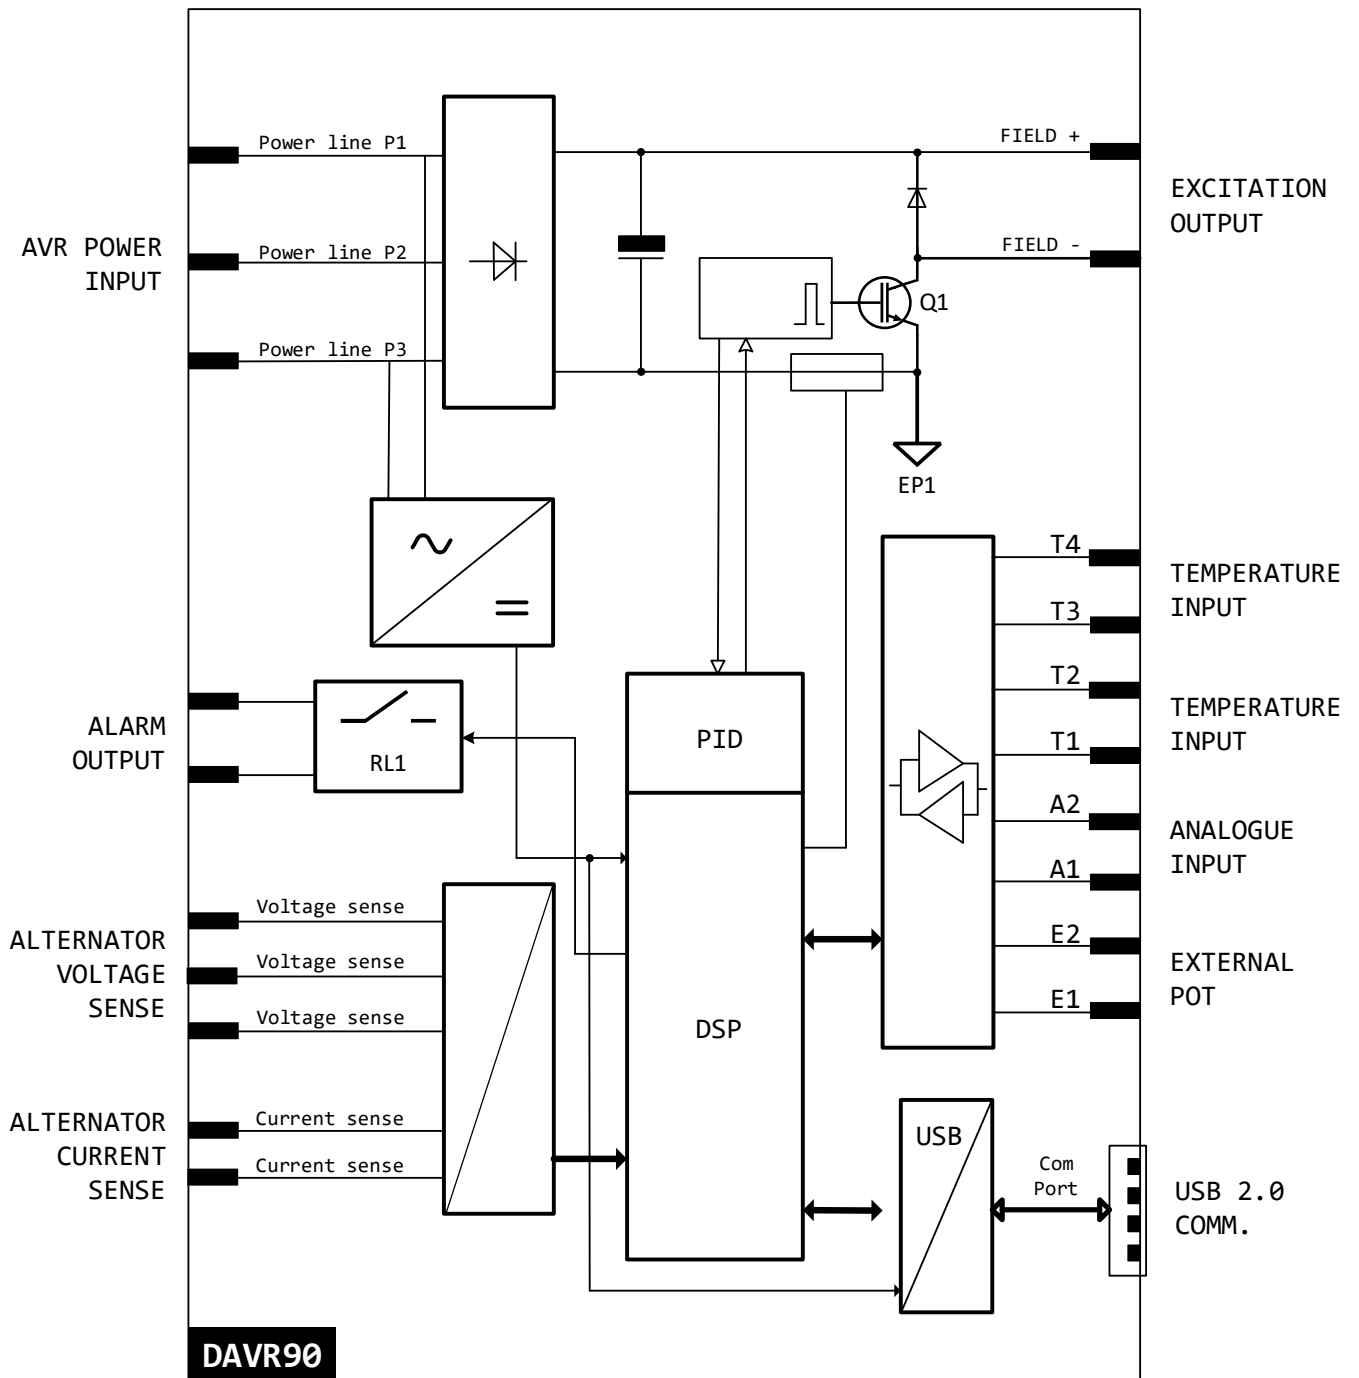 Power line P1
Power line P2
Power line P3
AVR POWER
INPUT
FIELD +
FIELD -
EXCITATION
OUTPUT
Q1
EP1
ALARM
OUTPUT
RL1
PID
DSP
T4
T3
T2
T1
A2
A1
E2
E1
TEMPERATURE
INPUT
TEMPERATURE
INPUT
ANALOGUE
INPUT
EXTERNAL
POT
Voltage sense
Voltage sense
Voltage sense
ALTERNATOR
VOLTAGE
SENSE
Current sense
Current sense
ALTERNATOR
CURRENT
SENSE
USB
Com
Port
USB 2.0
COMM.
DAVR90